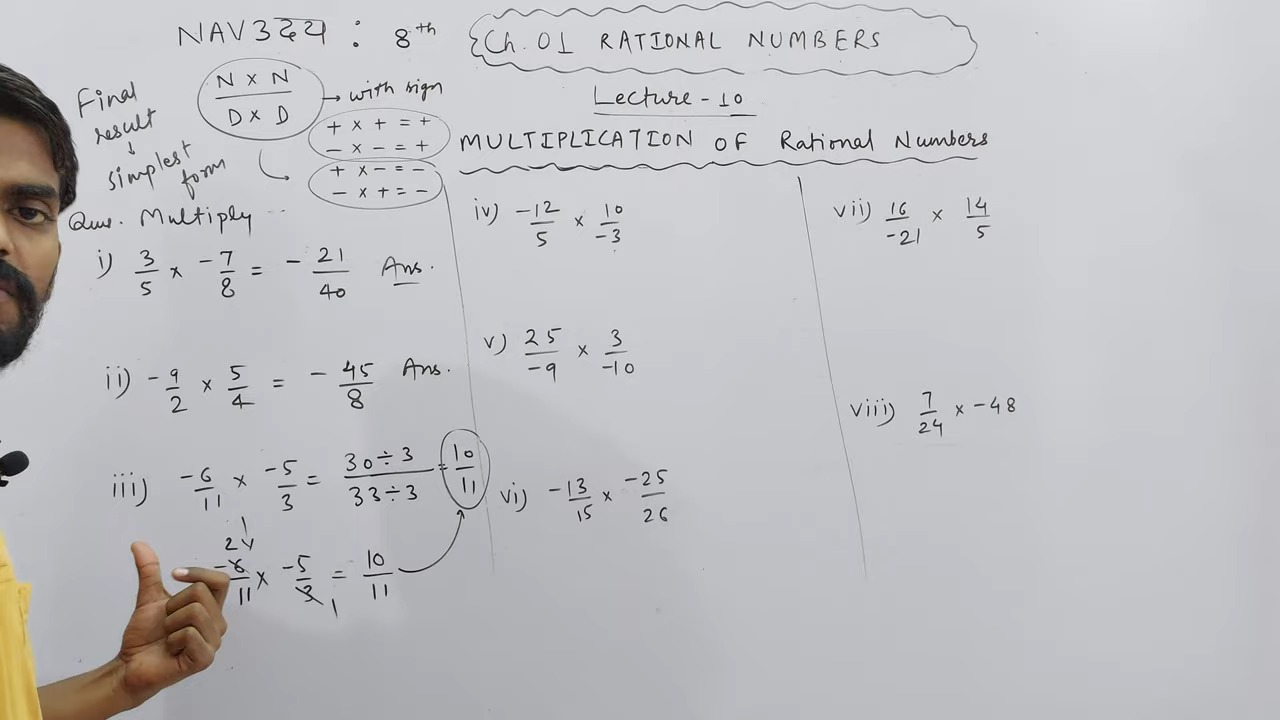 NAV3224 : 8th
Ch. 01 RATIONAL NUMBERS
Lecture - 10
MULTIPLICATION OF Rational Numbers
Final result ↓ simplest form
N × N / D × D → with sign
+ × + = +
− × − = +
+ × − = −
− × + = −
Ques. Multiply --
i) 3/5 × -7/8 = - 21/40 Ans.
ii) -9/2 × 5/4 = - 45/8 Ans.
iii) -6/11 × -5/3 = 30÷3/33÷3 = 10/11
2
-6/11 × -5/3 = 10/11
1
iv) -12/5 × 10/-3
v) 25/-9 × 3/-10
vi) -13/15 × -25/26
vii) 16/-21 × 14/5
viii) 7/24 × -48